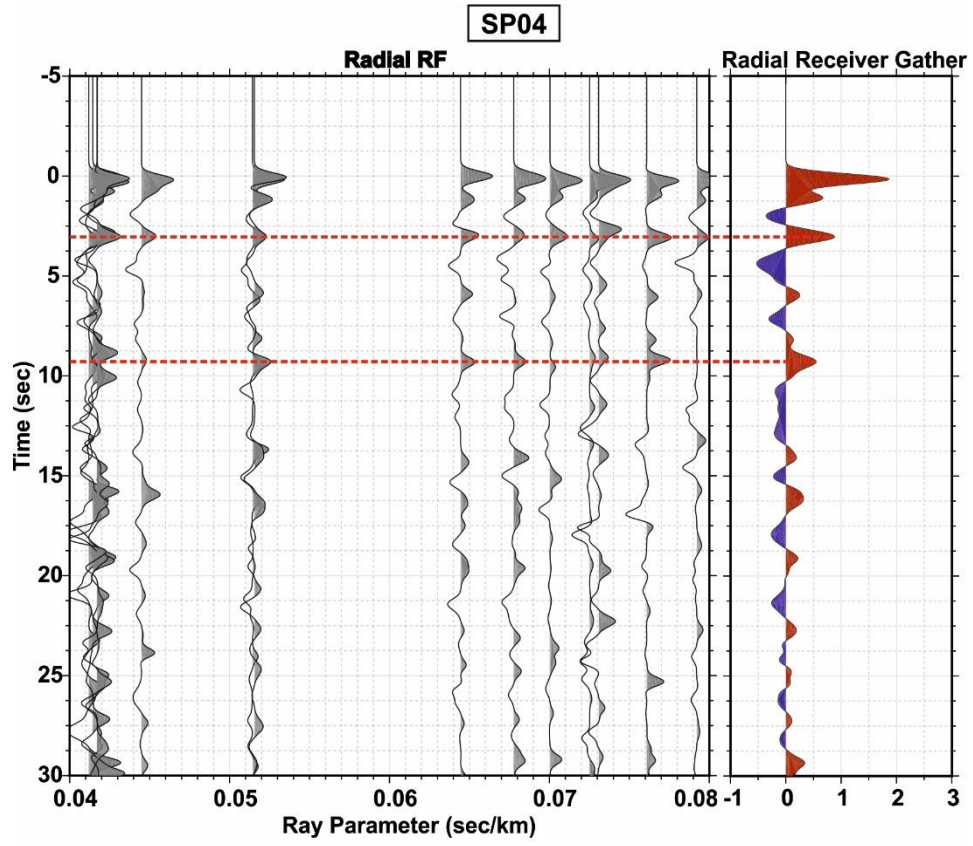 SP04
Radial RF
Radial Receiver Gather
-5
0
5
10
15
20
25
30
Time (sec)
0.04 0.05 0.06 0.07 0.08
Ray Parameter (sec/km)
-1 0 1 2 3